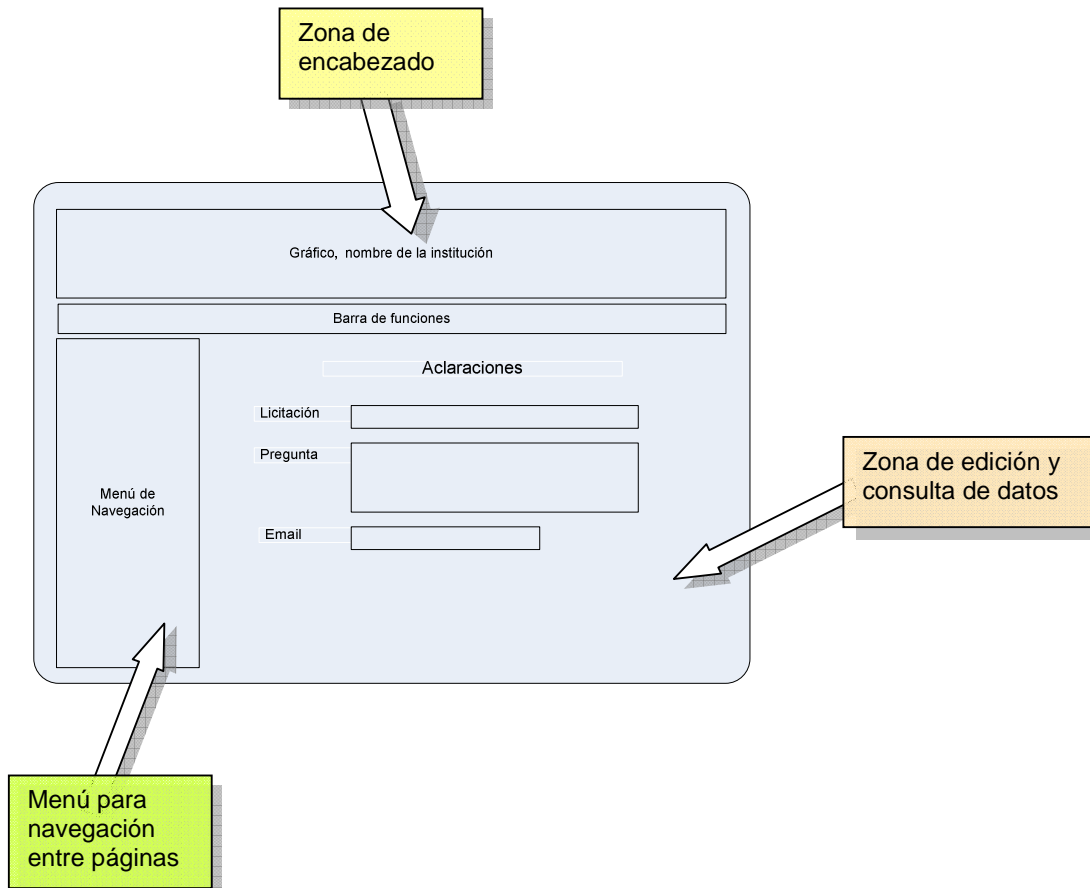 Zona de
encabezado
Gráfico, nombre de la institución
Barra de funciones
Aclaraciones
Licitación
Pregunta
Email
Menú de
Navegación
Zona de edición y
consulta de datos
Menú para
navegación
entre páginas